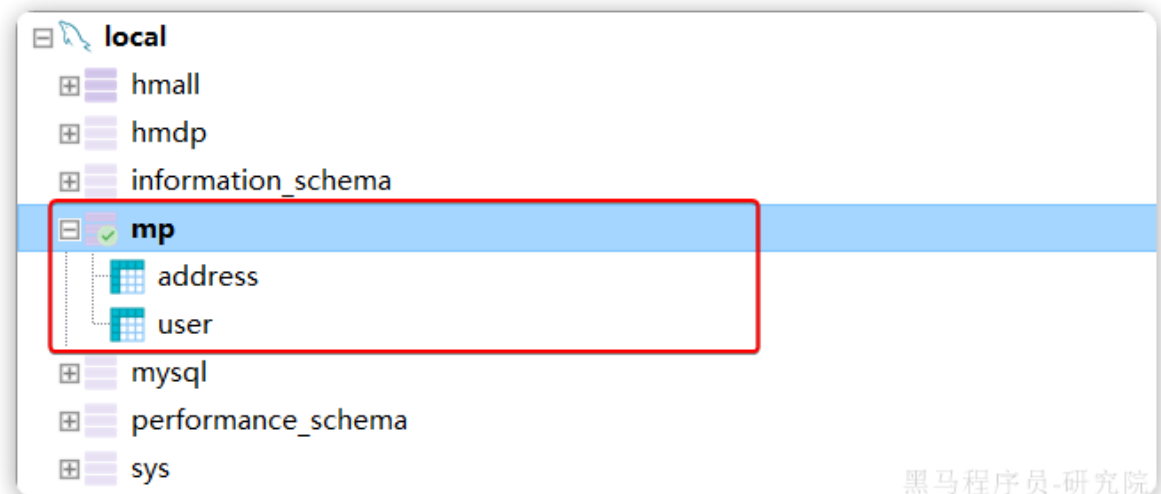 local
hmall
hmdp
information_schema
mp
address
user
mysql
performance_schema
sys
黑马程序员-研究院